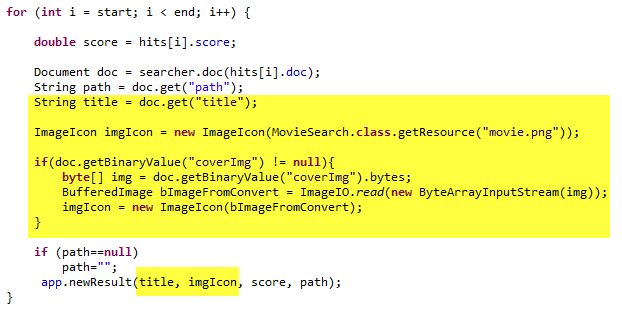 for (int i = start; i < end; i++) {
double score = hits[i].score;
Document doc = searcher.doc(hits[i].doc);
String path = doc.get("path");
String title = doc.get("title");
ImageIcon imgIcon = new ImageIcon(MovieSearch.class.getResource("movie.png"));
if(doc.getBinaryValue("coverImg") != null){
byte[] img = doc.getBinaryValue("coverImg").bytes;
BufferedImage bImageFromConvert = ImageIO.read(new ByteArrayInputStream(img));
imgIcon = new ImageIcon(bImageFromConvert);
}
if (path==null)
path="";
app.newResult(title, imgIcon, score, path);
}